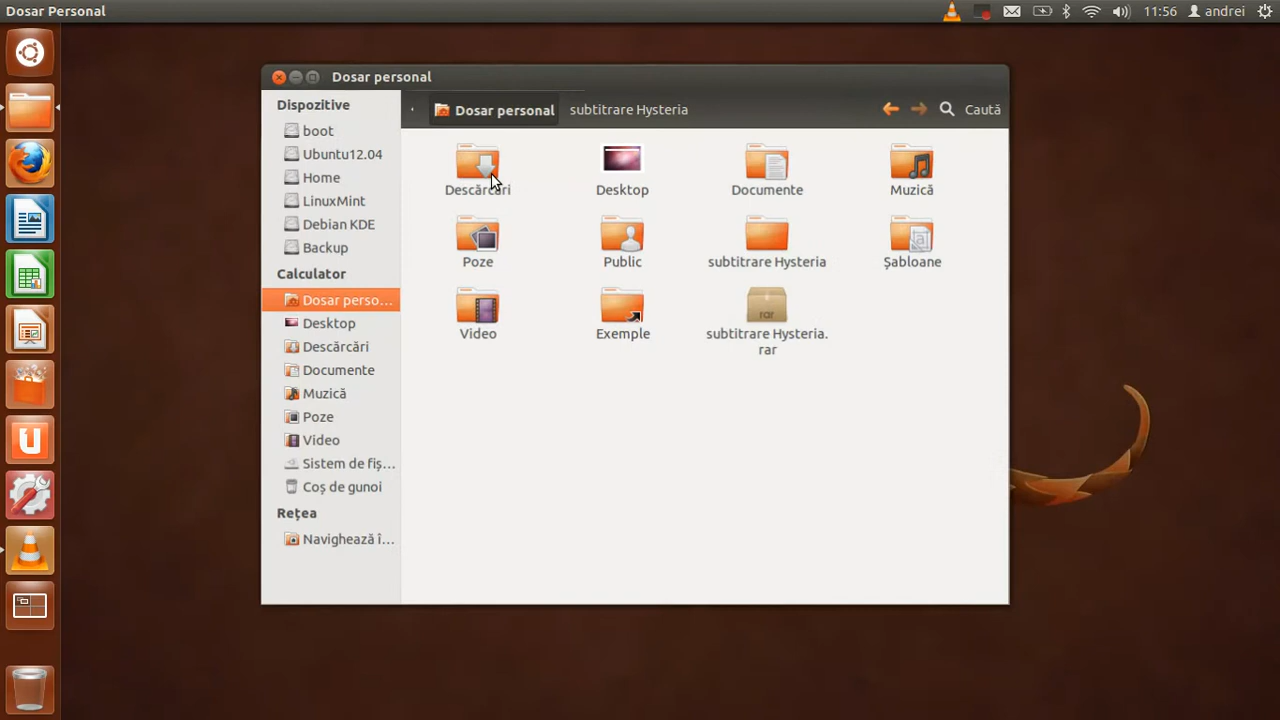 Dosar Personal
11:56
andrei
Dosar personal
Dispozitive
boot
Ubuntu12.04
Home
LinuxMint
Debian KDE
Backup
Calculator
Dosar perso...
Desktop
Descărcări
Documente
Muzică
Poze
Video
Sistem de fiș...
Coș de gunoi
Rețea
Navighează î...
Dosar personal
subtitrare Hysteria
Caută
Descărcări
Desktop
Documente
Muzică
Poze
Public
subtitrare Hysteria
Șabloane
Video
Exemple
rar
subtitrare Hysteria.
rar